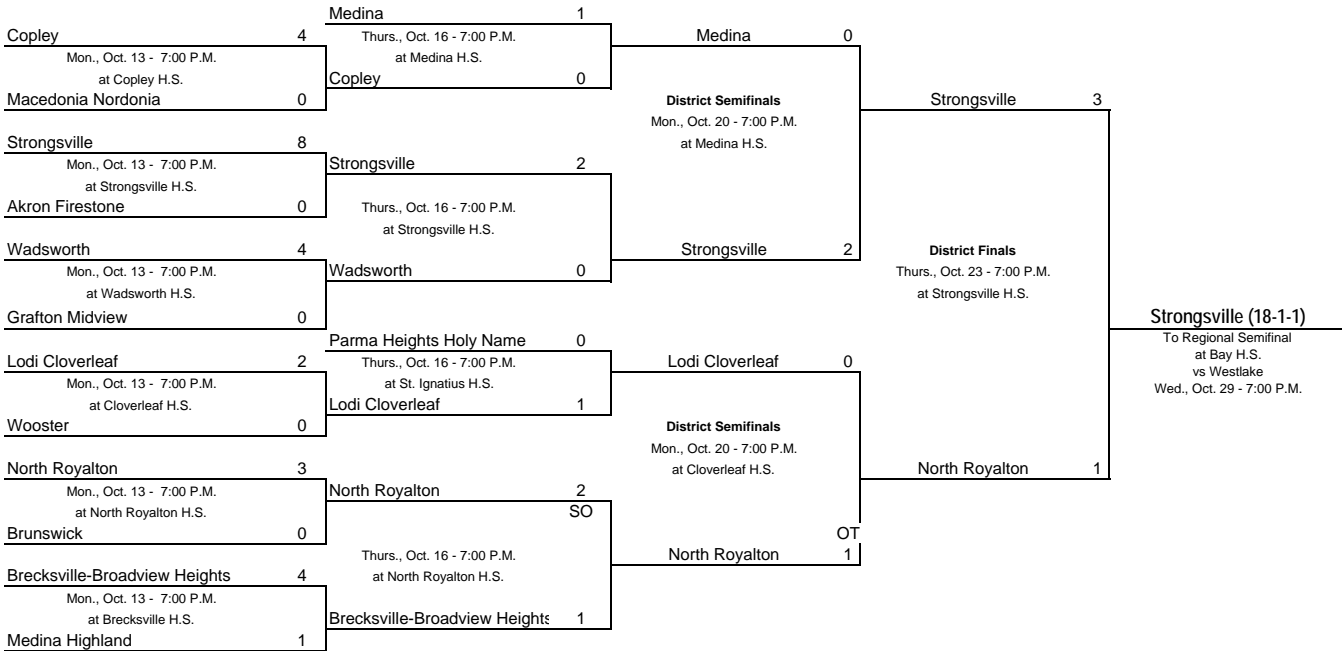 Copley 4
Mon., Oct. 13 - 7:00 P.M.
at Copley H.S.
Macedonia Nordonia 0
Strongsville 8
Mon., Oct. 13 - 7:00 P.M.
at Strongsville H.S.
Akron Firestone 0
Wadsworth 4
Mon., Oct. 13 - 7:00 P.M.
at Wadsworth H.S.
Grafton Midview 0
Lodi Cloverleaf 2
Mon., Oct. 13 - 7:00 P.M.
at Cloverleaf H.S.
Wooster 0
North Royalton 3
Mon., Oct. 13 - 7:00 P.M.
at North Royalton H.S.
Brunswick 0
Brecksville-Broadview Heights 4
Mon., Oct. 13 - 7:00 P.M.
at Brecksville H.S.
Medina Highland 1
Medina 1
Thurs., Oct. 16 - 7:00 P.M.
at Medina H.S.
Copley 0
Strongsville 2
Thurs., Oct. 16 - 7:00 P.M.
at Strongsville H.S.
Wadsworth 0
Parma Heights Holy Name 0
Thurs., Oct. 16 - 7:00 P.M.
at St. Ignatius H.S.
Lodi Cloverleaf 1
North Royalton 2
SO
Thurs., Oct. 16 - 7:00 P.M.
at North Royalton H.S.
Brecksville-Broadview Heights 1
Medina 0
District Semifinals
Mon., Oct. 20 - 7:00 P.M.
at Medina H.S.
Strongsville 2
Lodi Cloverleaf 0
District Semifinals
Mon., Oct. 20 - 7:00 P.M.
at Cloverleaf H.S.
OT
North Royalton 1
Strongsville 3
District Finals
Thurs., Oct. 23 - 7:00 P.M.
at Strongsville H.S.
North Royalton 1
Strongsville (18-1-1)
To Regional Semifinal
at Bay H.S.
vs Westlake
Wed., Oct. 29 - 7:00 P.M.